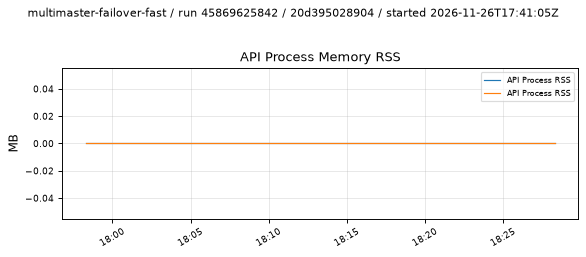 multimaster-failover-fast / run 45869625842 / 20d395028904 / started 2026-11-26T17:41:05Z
API Process Memory RSS
API Process RSS
API Process RSS
MB
0.04
0.02
0.00
−0.02
−0.04
18:00
18:05
18:10
18:15
18:20
18:25